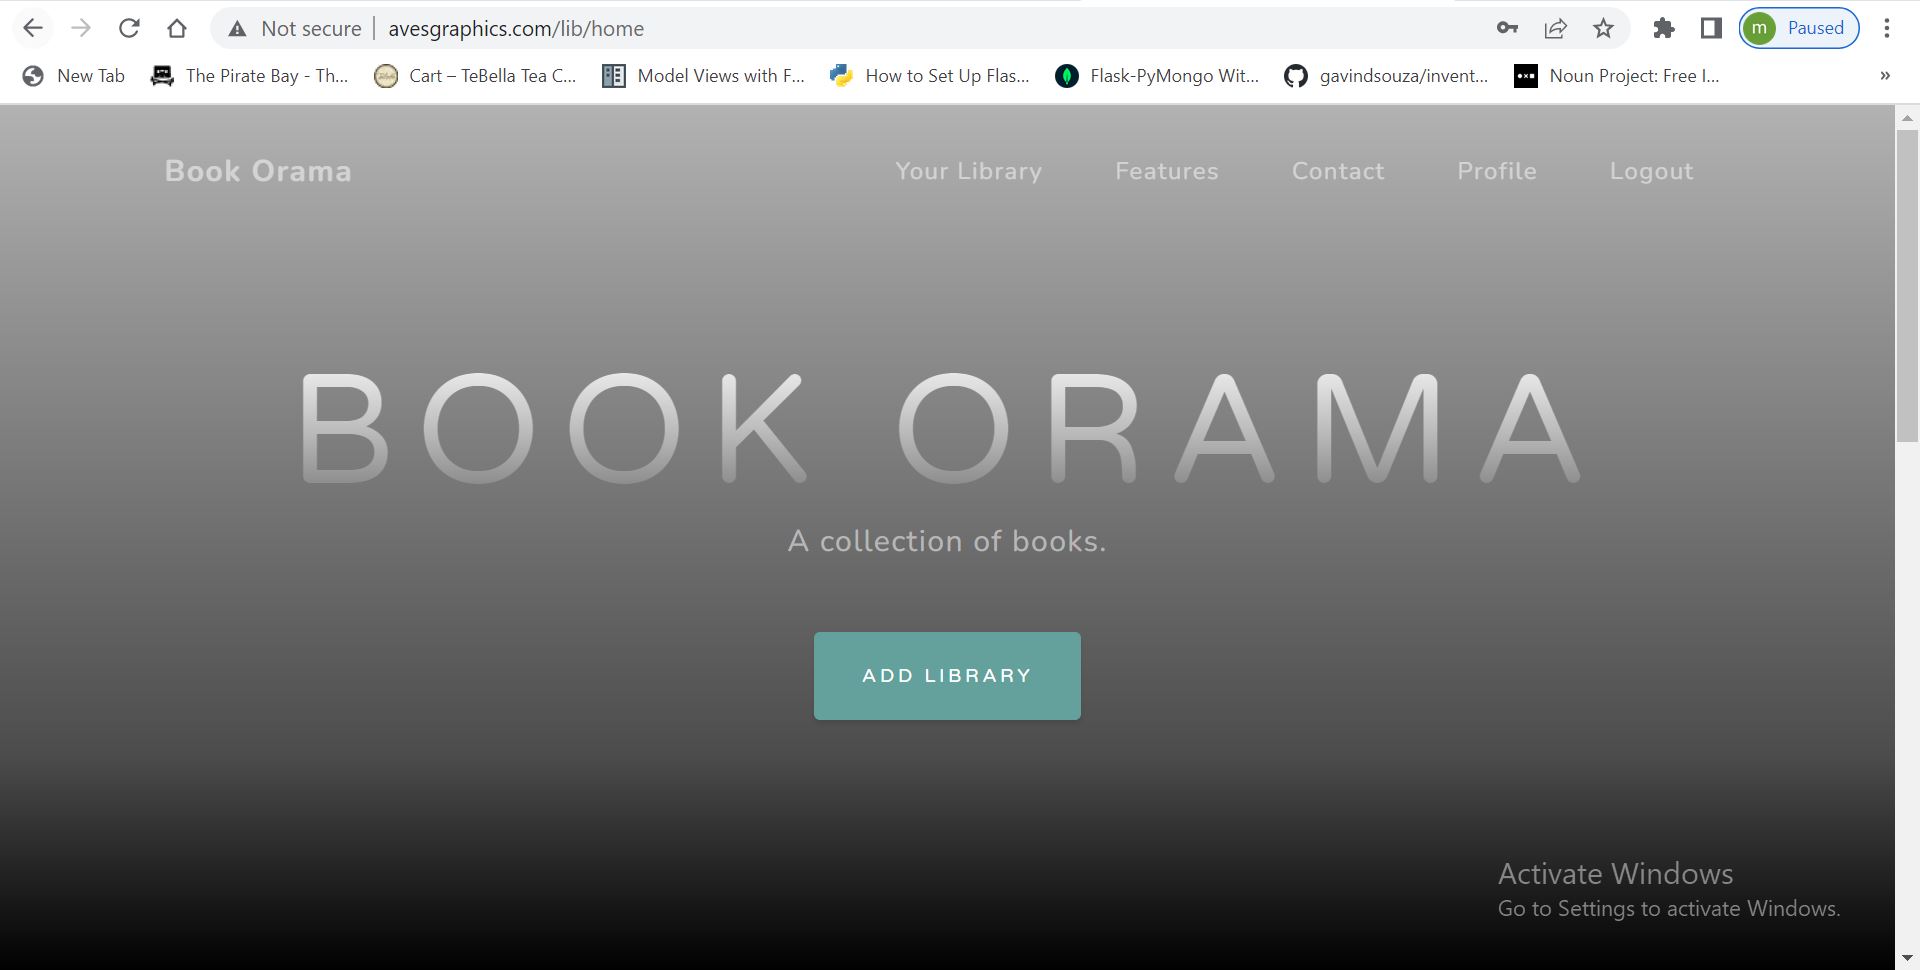 Not secure avesgraphics.com/lib/home m Paused
New Tab The Pirate Bay - Th... Cart – TeBella Tea C... Model Views with F... How to Set Up Flas... Flask-PyMongo Wit... gavindsouza/invent... Noun Project: Free I... »
Book Orama Your Library Features Contact Profile Logout
BOOK ORAMA
A collection of books.
ADD LIBRARY
Activate Windows
Go to Settings to activate Windows.